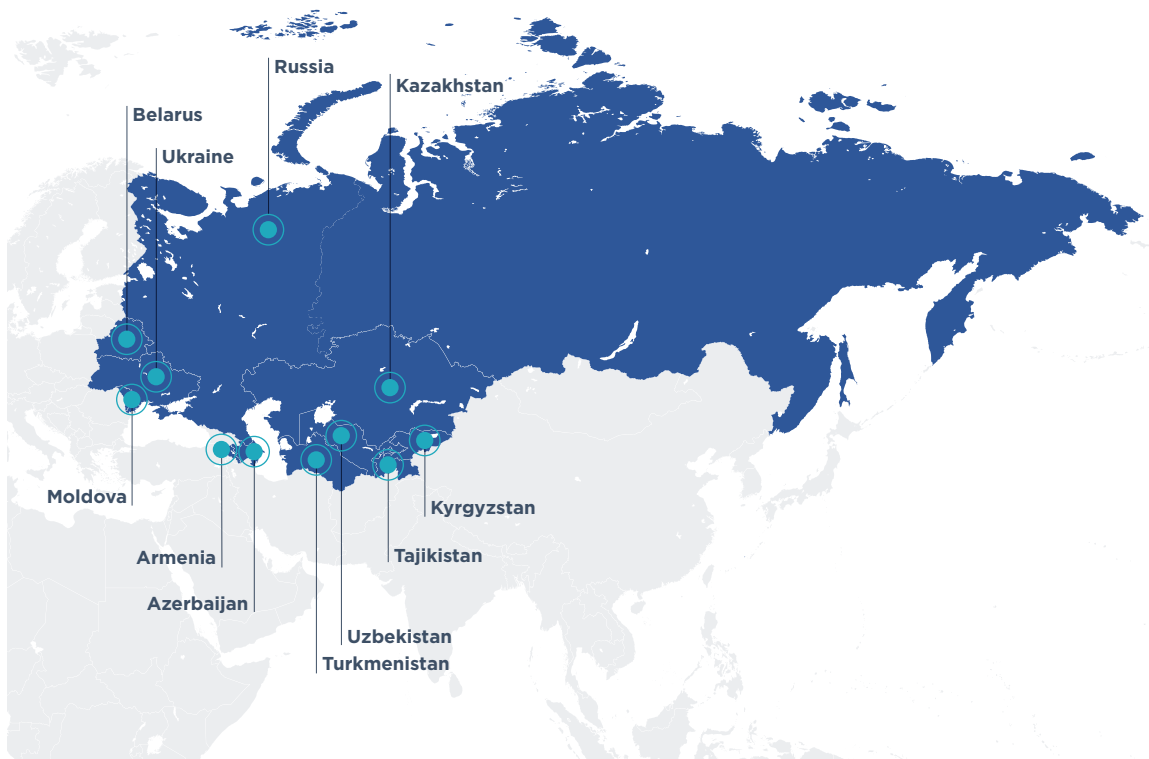 Russia
Kazakhstan
Belarus
Ukraine
Moldova
Kyrgyzstan
Armenia
Tajikistan
Azerbaijan
Uzbekistan
Turkmenistan